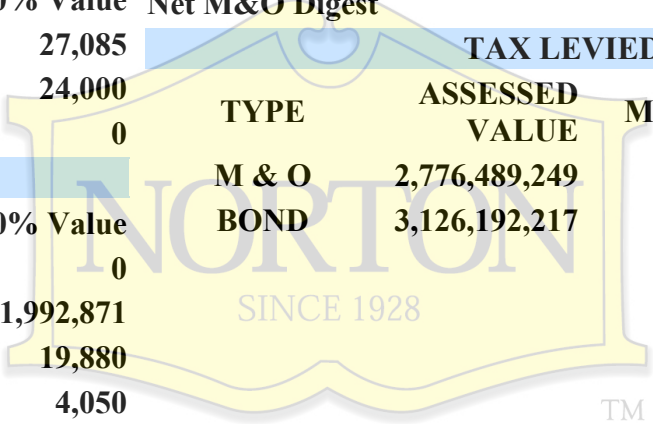 0% Value Net M&O Digest
27,085 TAX LEVIED
24,000 TYPE ASSESSED VALUE M
0
M & O 2,776,489,249
0% Value BOND 3,126,192,217
0
1,992,871
19,880
4,050
NORTON
SINCE 1928
TM